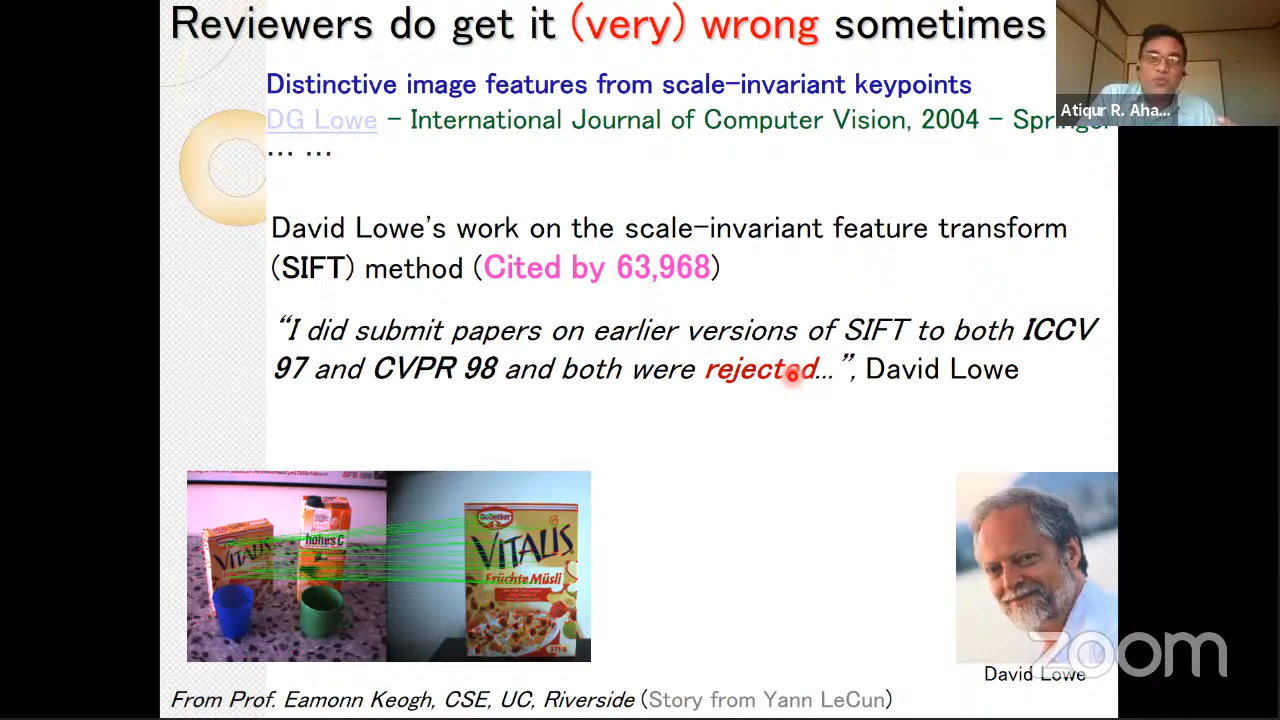 Reviewers do get it (very) wrong sometimes
Distinctive image features from scale-invariant keypoints
DG Lowe - International Journal of Computer Vision, 2004 - Springer
... ...
Atiqur R. Aha...
David Lowe's work on the scale-invariant feature transform
(SIFT) method (Cited by 63,968)
"I did submit papers on earlier versions of SIFT to both ICCV
97 and CVPR 98 and both were rejected...", David Lowe
VITALIS
hohes C
Dr.Oetker
VITALIS
Früchte Müsli
375 g
zoom
David Lowe
From Prof. Eamonn Keogh, CSE, UC, Riverside (Story from Yann LeCun)